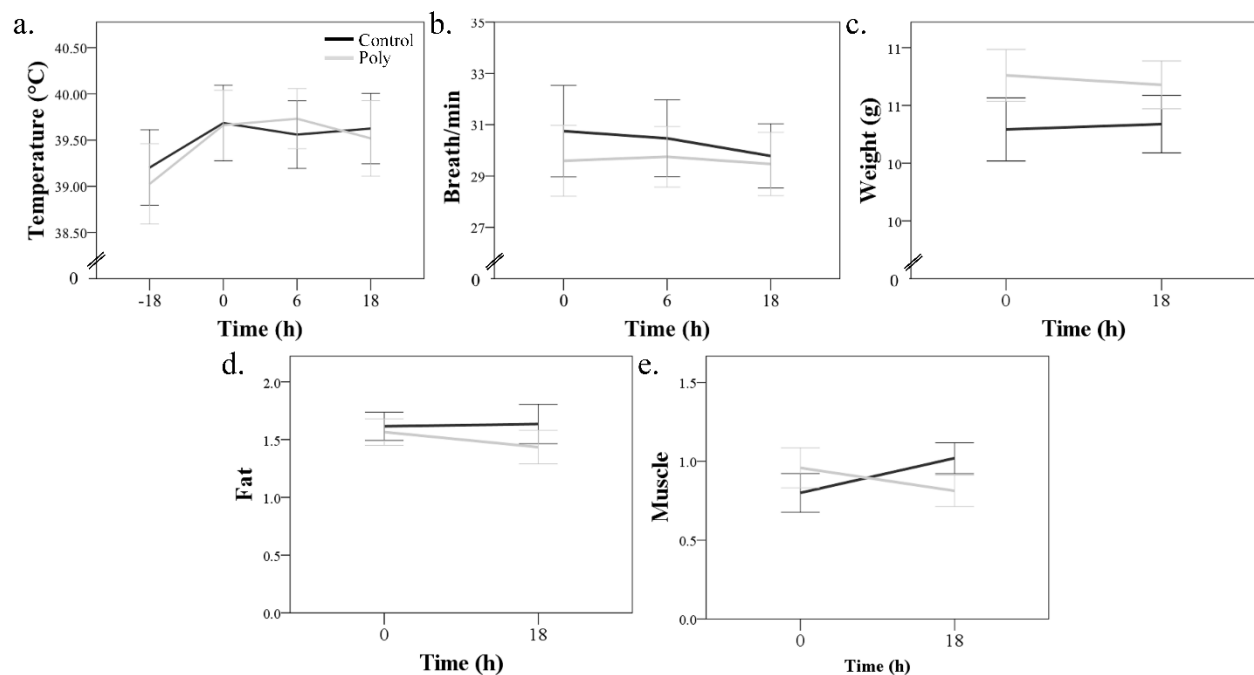 a.
Temperature (°C)
40.50
40.00
39.50
39.00
38.50
0
-18
0
6
18
Time (h)
Control
Poly
b.
Breath/min
35
33
31
29
27
0
0
6
18
Time (h)
c.
Weight (g)
11
11
10
10
0
0
18
Time (h)
d.
Fat
2.0
1.5
1.0
0.5
0.0
0
18
Time (h)
e.
Muscle
1.5
1.0
0.5
0.0
0
18
Time (h)